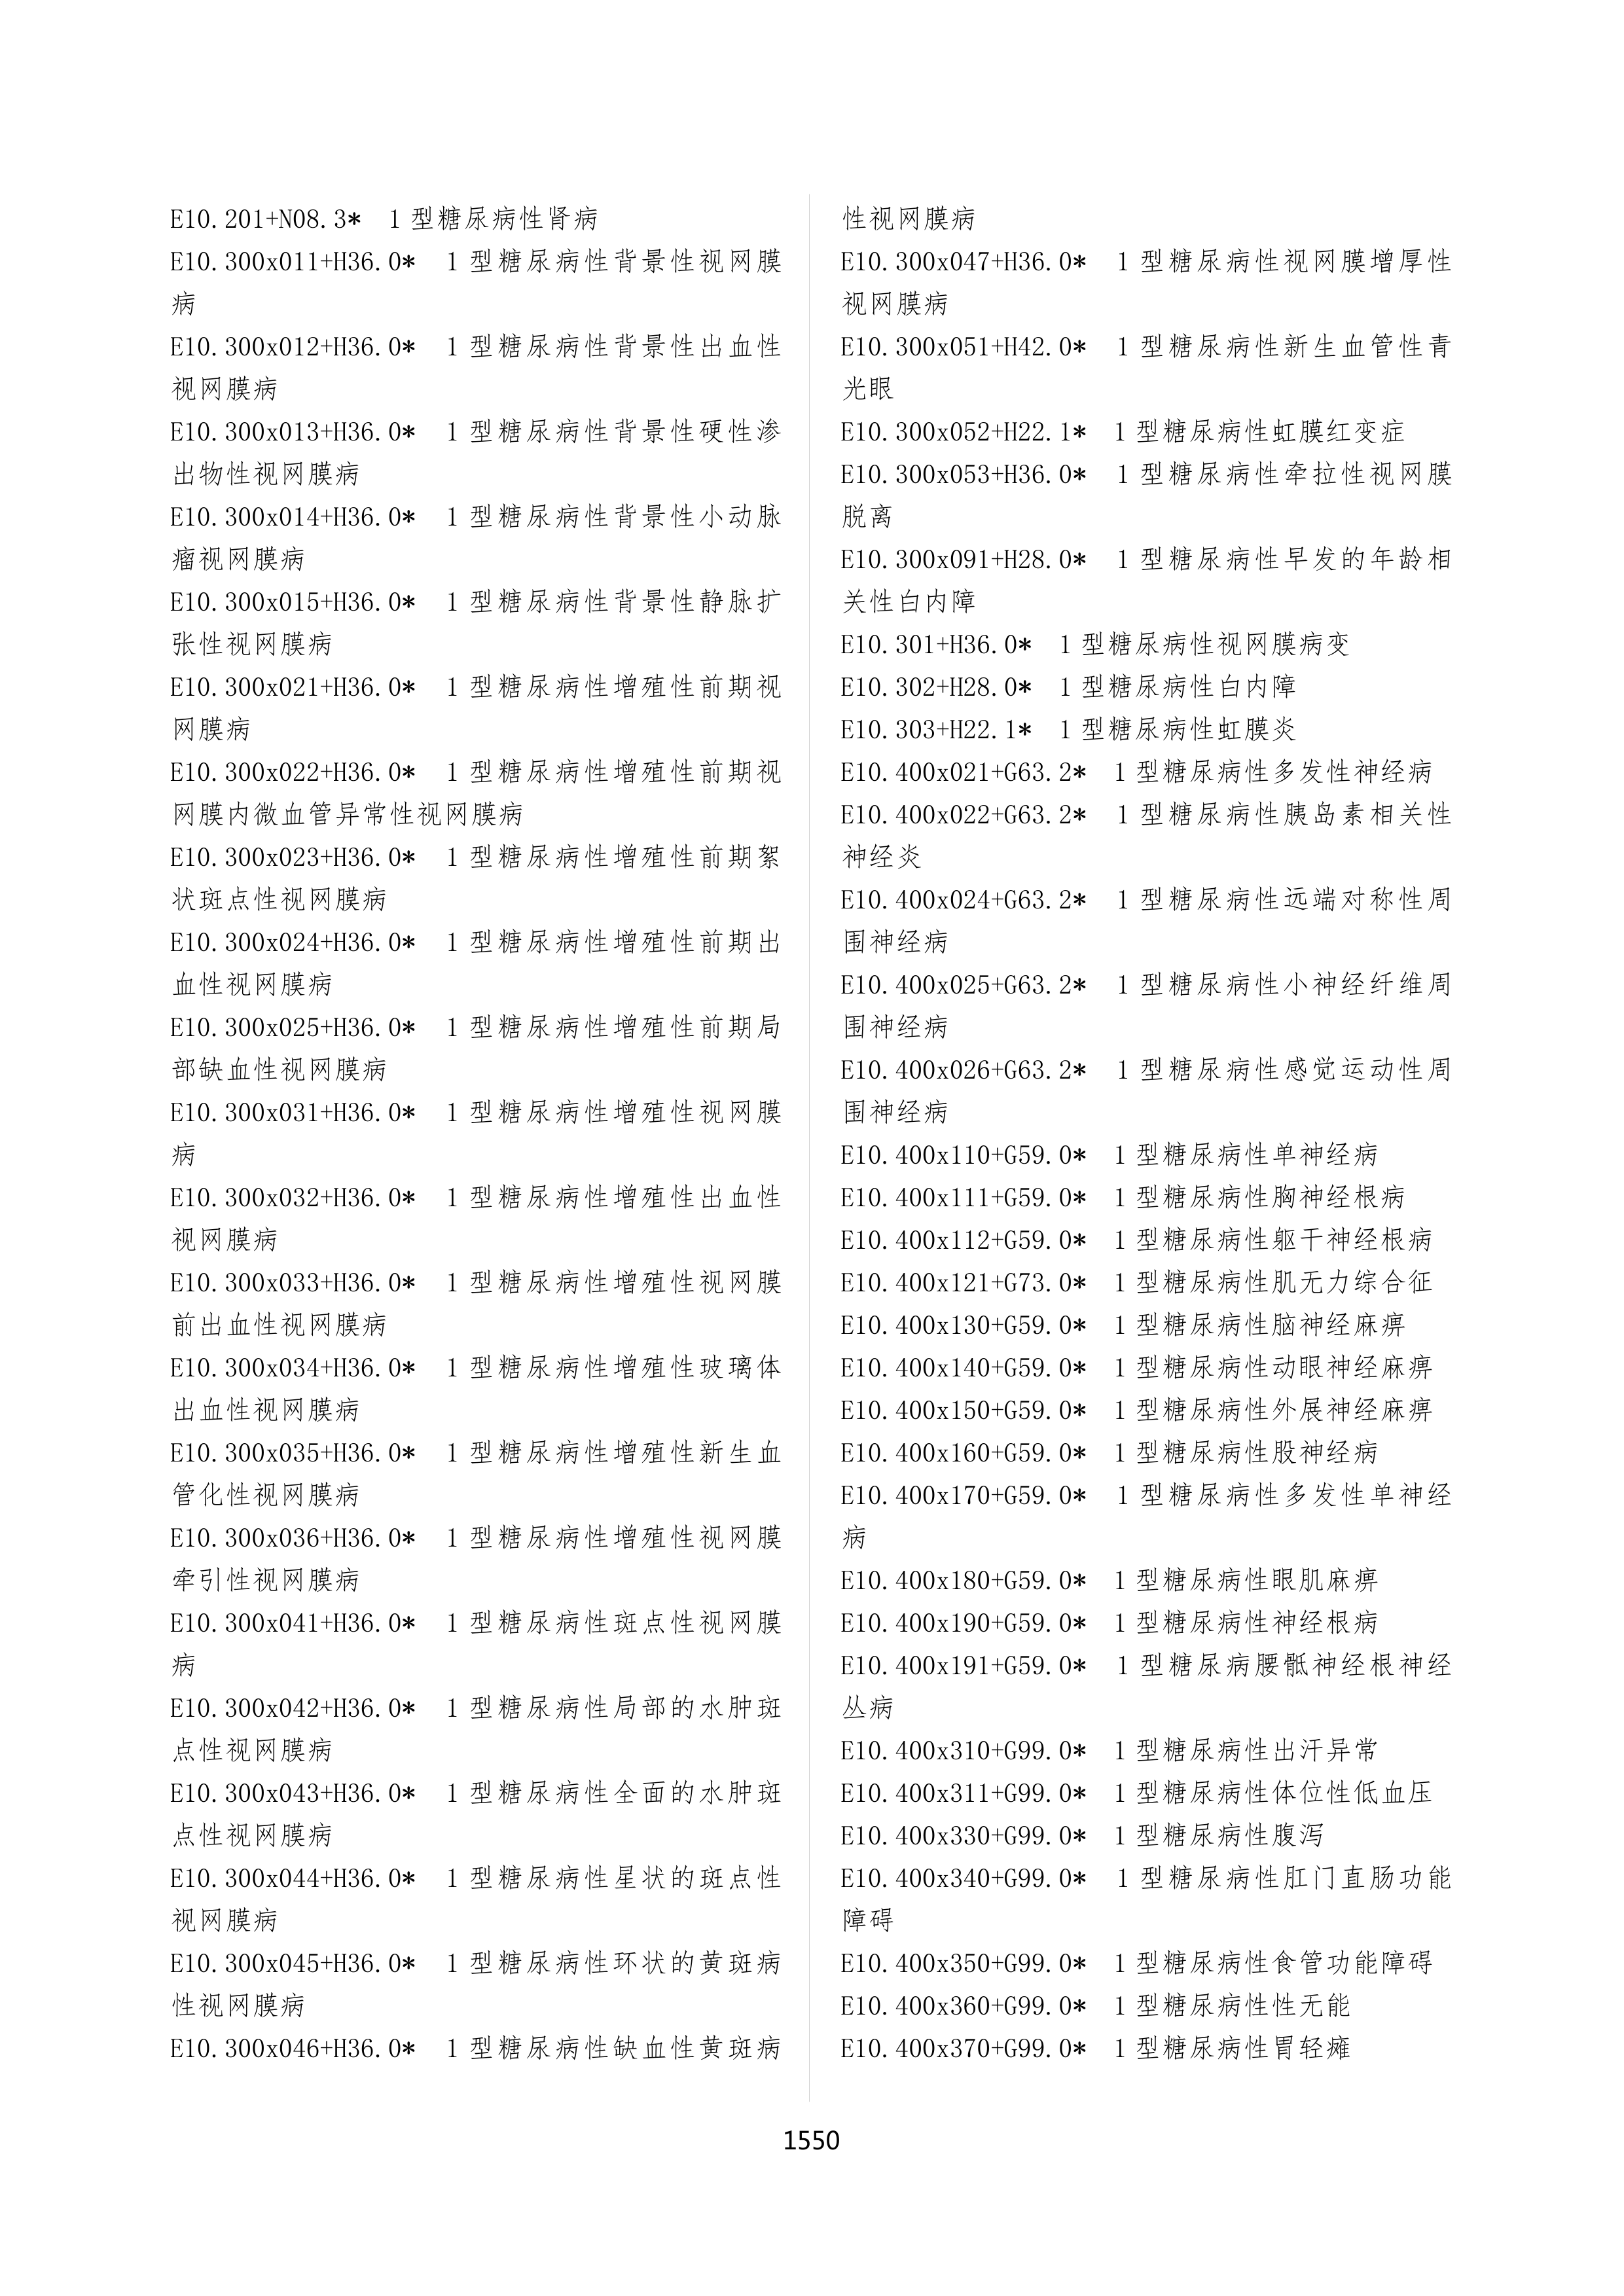 E10.201+N08.3*  1 型糖尿病性肾病
E10.300x011+H36.0*  1 型糖尿病性背景性视网膜
病
E10.300x012+H36.0*  1 型糖尿病性背景性出血性
视网膜病
E10.300x013+H36.0*  1 型糖尿病性背景性硬性渗
出物性视网膜病
E10.300x014+H36.0*  1 型糖尿病性背景性小动脉
瘤视网膜病
E10.300x015+H36.0*  1 型糖尿病性背景性静脉扩
张性视网膜病
E10.300x021+H36.0*  1 型糖尿病性增殖性前期视
网膜病
E10.300x022+H36.0*  1 型糖尿病性增殖性前期视
网膜内微血管异常性视网膜病
E10.300x023+H36.0*  1 型糖尿病性增殖性前期絮
状斑点性视网膜病
E10.300x024+H36.0*  1 型糖尿病性增殖性前期出
血性视网膜病
E10.300x025+H36.0*  1 型糖尿病性增殖性前期局
部缺血性视网膜病
E10.300x031+H36.0*  1 型糖尿病性增殖性视网膜
病
E10.300x032+H36.0*  1 型糖尿病性增殖性出血性
视网膜病
E10.300x033+H36.0*  1 型糖尿病性增殖性视网膜
前出血性视网膜病
E10.300x034+H36.0*  1 型糖尿病性增殖性玻璃体
出血性视网膜病
E10.300x035+H36.0*  1 型糖尿病性增殖性新生血
管化性视网膜病
E10.300x036+H36.0*  1 型糖尿病性增殖性视网膜
牵引性视网膜病
E10.300x041+H36.0*  1 型糖尿病性斑点性视网膜
病
E10.300x042+H36.0*  1 型糖尿病性局部的水肿斑
点性视网膜病
E10.300x043+H36.0*  1 型糖尿病性全面的水肿斑
点性视网膜病
E10.300x044+H36.0*  1 型糖尿病性星状的斑点性
视网膜病
E10.300x045+H36.0*  1 型糖尿病性环状的黄斑病
性视网膜病
E10.300x046+H36.0*  1 型糖尿病性缺血性黄斑病
性视网膜病
E10.300x047+H36.0*  1 型糖尿病性视网膜增厚性
视网膜病
E10.300x051+H42.0*  1 型糖尿病性新生血管性青
光眼
E10.300x052+H22.1*  1 型糖尿病性虹膜红变症
E10.300x053+H36.0*  1 型糖尿病性牵拉性视网膜
脱离
E10.300x091+H28.0*  1 型糖尿病性早发的年龄相
关性白内障
E10.301+H36.0*  1 型糖尿病性视网膜病变
E10.302+H28.0*  1 型糖尿病性白内障
E10.303+H22.1*  1 型糖尿病性虹膜炎
E10.400x021+G63.2*  1 型糖尿病性多发性神经病
E10.400x022+G63.2*  1 型糖尿病性胰岛素相关性
神经炎
E10.400x024+G63.2*  1 型糖尿病性远端对称性周
围神经病
E10.400x025+G63.2*  1 型糖尿病性小神经纤维周
围神经病
E10.400x026+G63.2*  1 型糖尿病性感觉运动性周
围神经病
E10.400x110+G59.0*  1 型糖尿病性单神经病
E10.400x111+G59.0*  1 型糖尿病性胸神经根病
E10.400x112+G59.0*  1 型糖尿病性躯干神经根病
E10.400x121+G73.0*  1 型糖尿病性肌无力综合征
E10.400x130+G59.0*  1 型糖尿病性脑神经麻痹
E10.400x140+G59.0*  1 型糖尿病性动眼神经麻痹
E10.400x150+G59.0*  1 型糖尿病性外展神经麻痹
E10.400x160+G59.0*  1 型糖尿病性股神经病
E10.400x170+G59.0*  1 型糖尿病性多发性单神经
病
E10.400x180+G59.0*  1 型糖尿病性眼肌麻痹
E10.400x190+G59.0*  1 型糖尿病性神经根病
E10.400x191+G59.0*  1 型糖尿病腰骶神经根神经
丛病
E10.400x310+G99.0*  1 型糖尿病性出汗异常
E10.400x311+G99.0*  1 型糖尿病性体位性低血压
E10.400x330+G99.0*  1 型糖尿病性腹泻
E10.400x340+G99.0*  1 型糖尿病性肛门直肠功能
障碍
E10.400x350+G99.0*  1 型糖尿病性食管功能障碍
E10.400x360+G99.0*  1 型糖尿病性性无能
E10.400x370+G99.0*  1 型糖尿病性胃轻瘫
1550